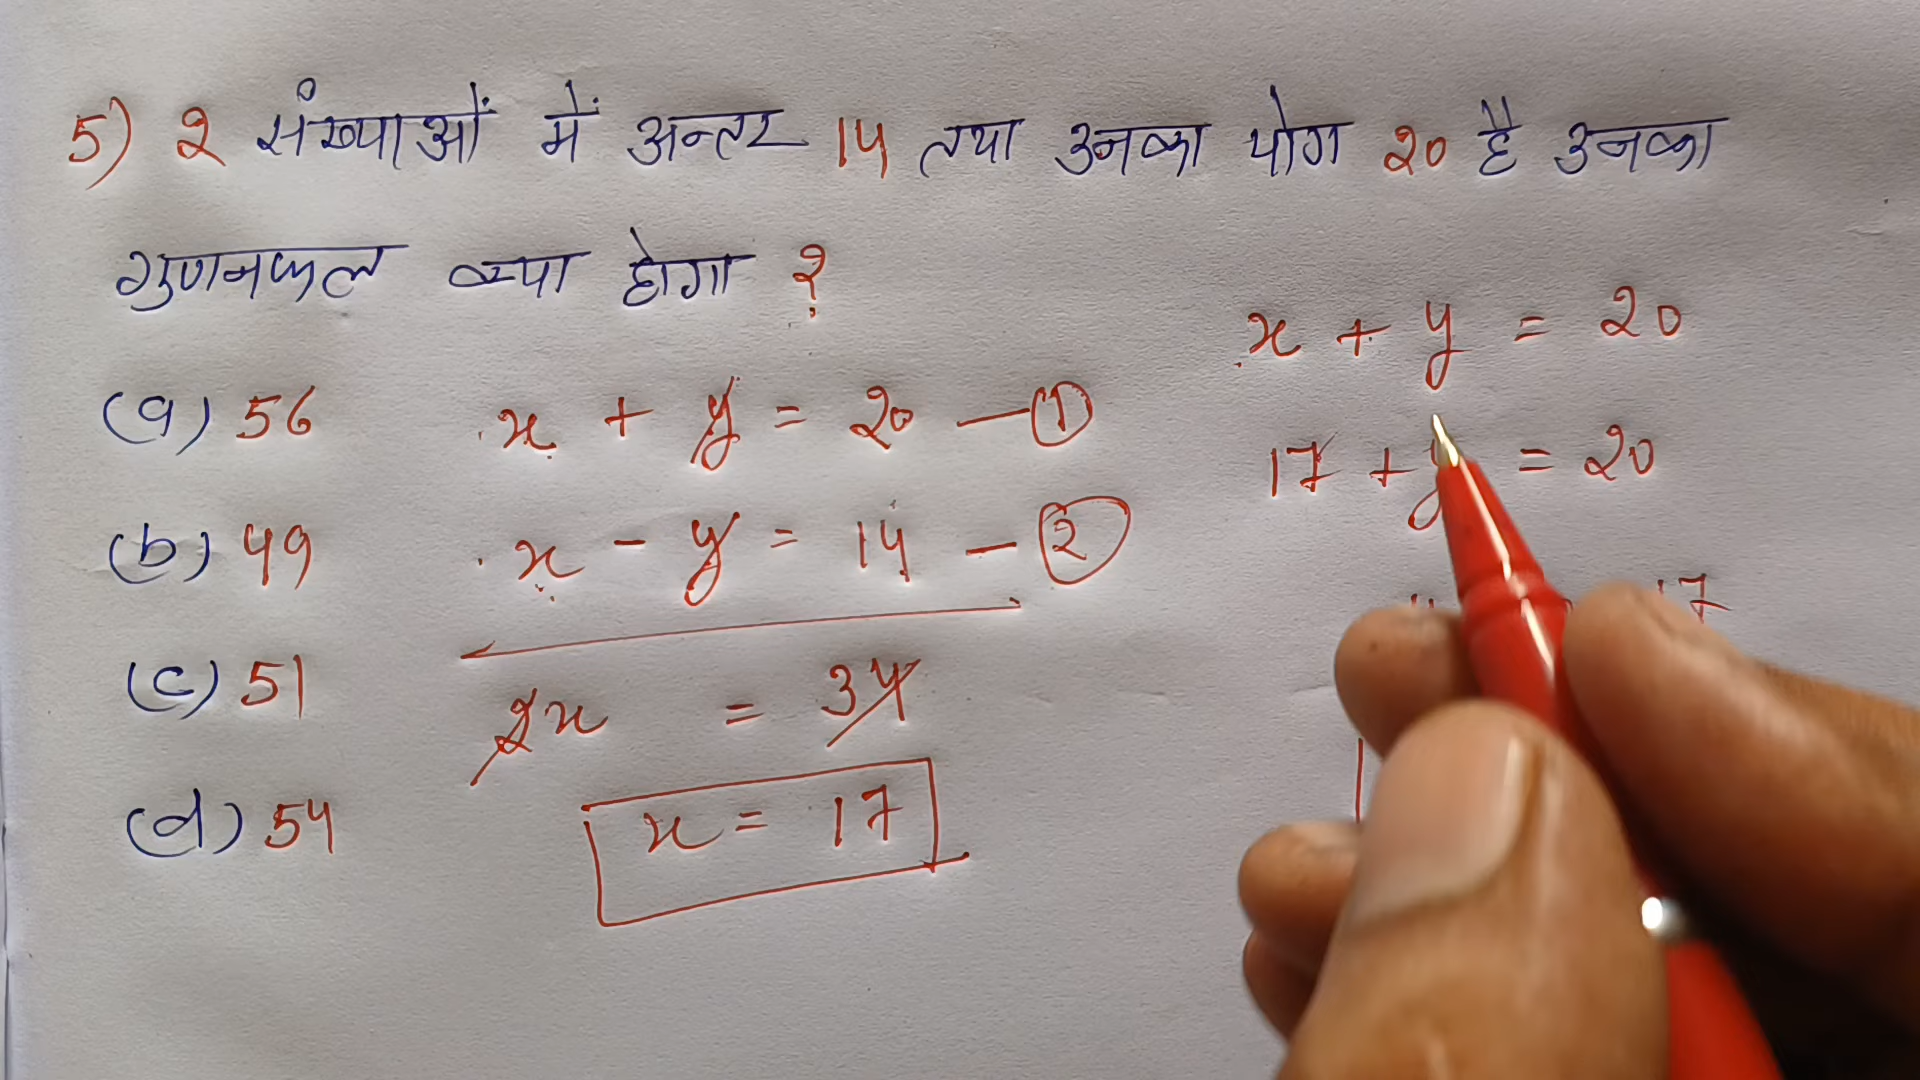 5) 2 संख्याओं में अन्तर 14 तथा उनका योग 20 है उनका
गुणनफल क्या होगा ?
(a) 56
(b) 49
(c) 51
(d) 54
x + y = 20 — ①
x - y = 14 — ②
2x = 34
x = 17
x + y = 20
17 + y = 20
17